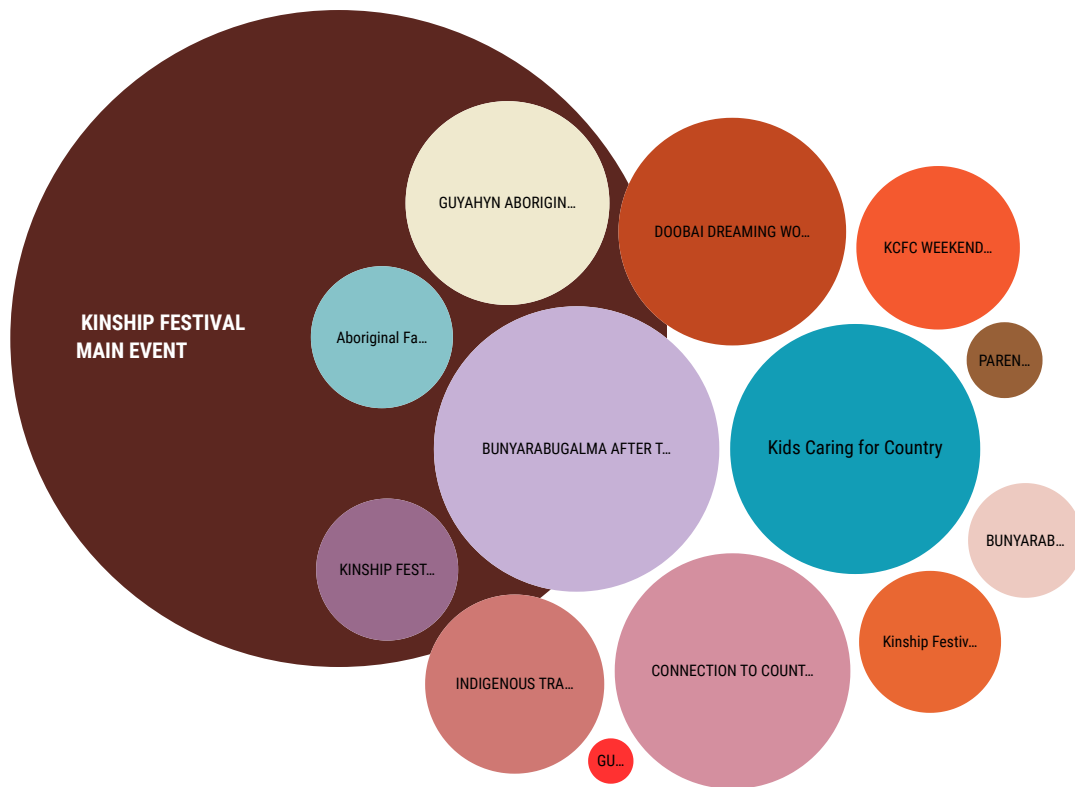 GUYAHYN ABORIGIN...
DOOBAI DREAMING WO...
KCFC WEEKEND...
KINSHIP FESTIVAL
MAIN EVENT
Aboriginal Fa...
PAREN...
BUNYARABUGALMA AFTER T...
Kids Caring for Country
BUNYARAB...
KINSHIP FEST...
Kinship Festiv...
INDIGENOUS TRA...
CONNECTION TO COUNT...
GU...